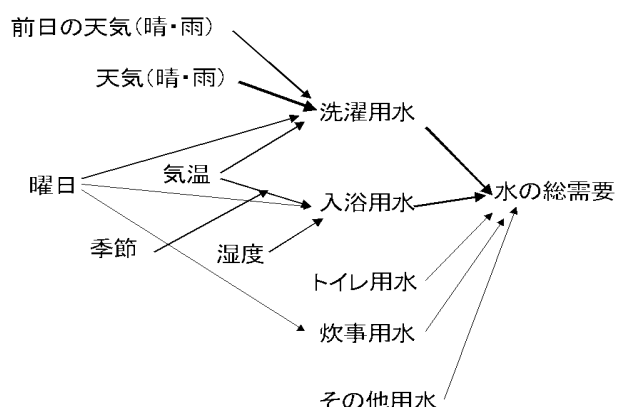 前日の天気(晴・雨)
天気(晴・雨)
洗濯用水
曜日
気温
入浴用水
水の総需要
季節
湿度
トイレ用水
炊事用水
その他用水